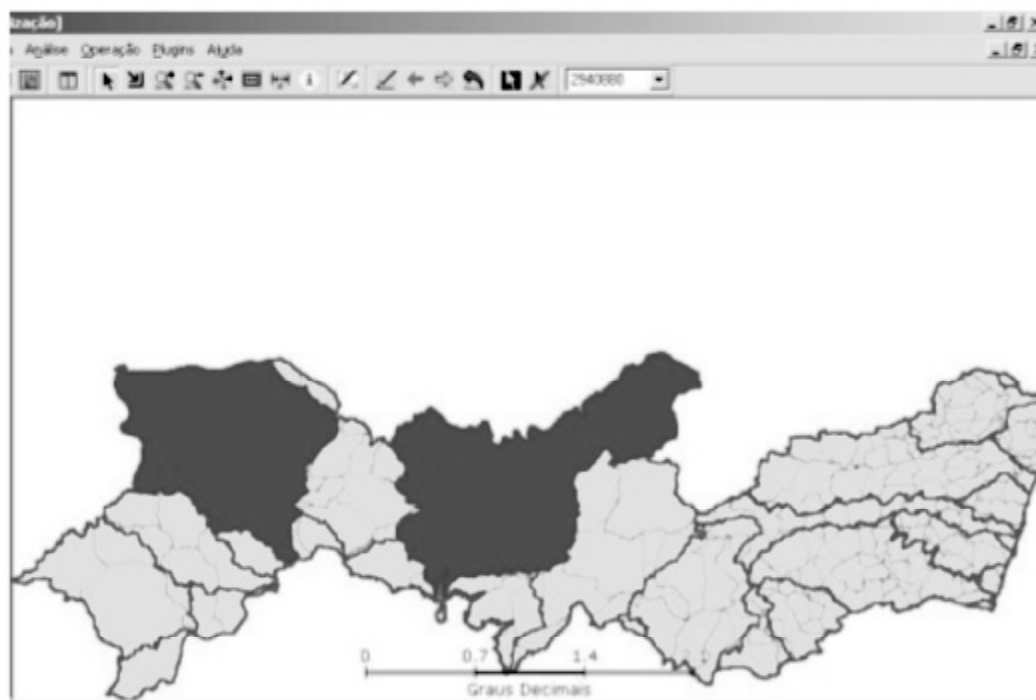 ização]
Análise Operação Plugins Ajuda
2940880
0 0.7 1.4
Graus Decimais